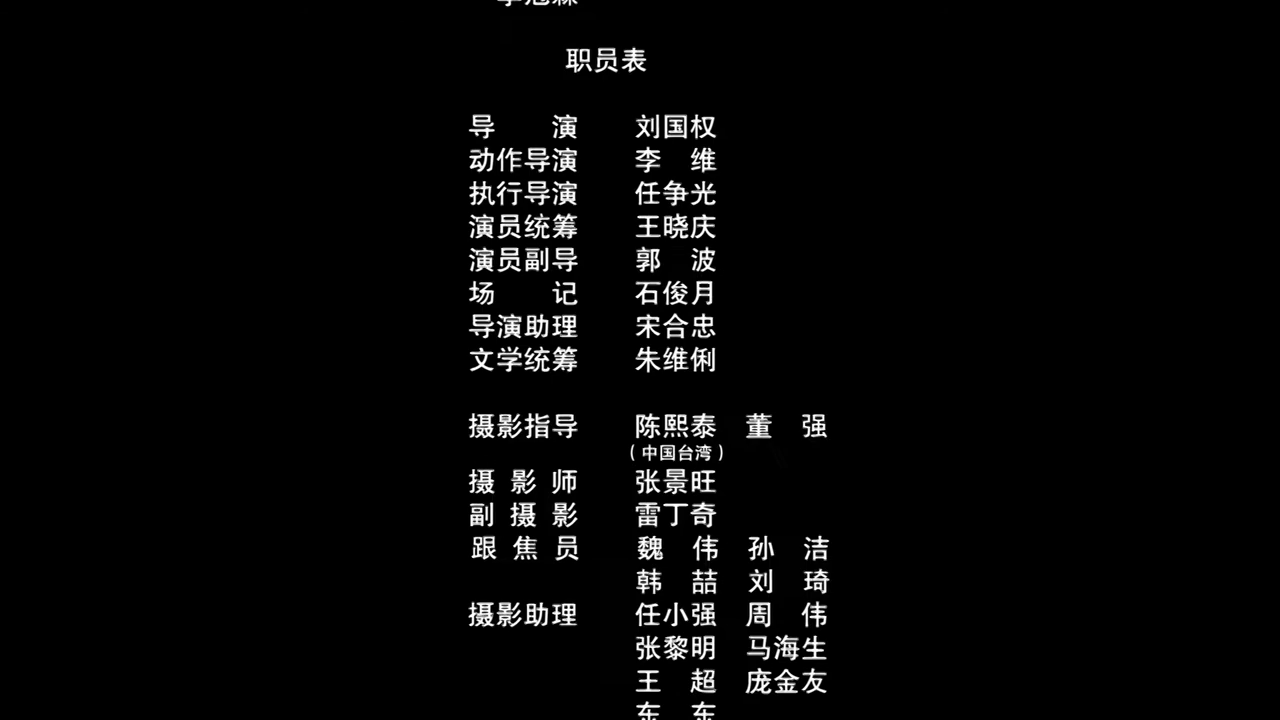 职员表
导 演 刘国权
动作导演 李 维
执行导演 任争光
演员统筹 王晓庆
演员副导 郭 波
场 记 石俊月
导演助理 宋合忠
文学统筹 朱维俐
摄影指导 陈熙泰 董 强
（中国台湾）
摄 影 师 张景旺
副 摄 影 雷丁奇
跟 焦 员 魏 伟 孙 洁
韩 喆 刘 琦
摄影助理 任小强 周 伟
张黎明 马海生
王 超 庞金友
东 东